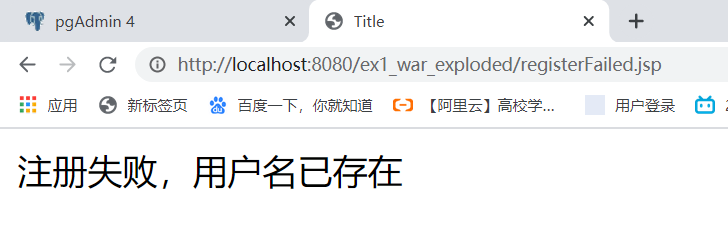 pgAdmin 4
Title
http://localhost:8080/ex1_war_exploded/registerFailed.jsp
应用 新标签页 百度一下，你就知道 【阿里云】高校学... 用户登录 2
注册失败，用户名已存在